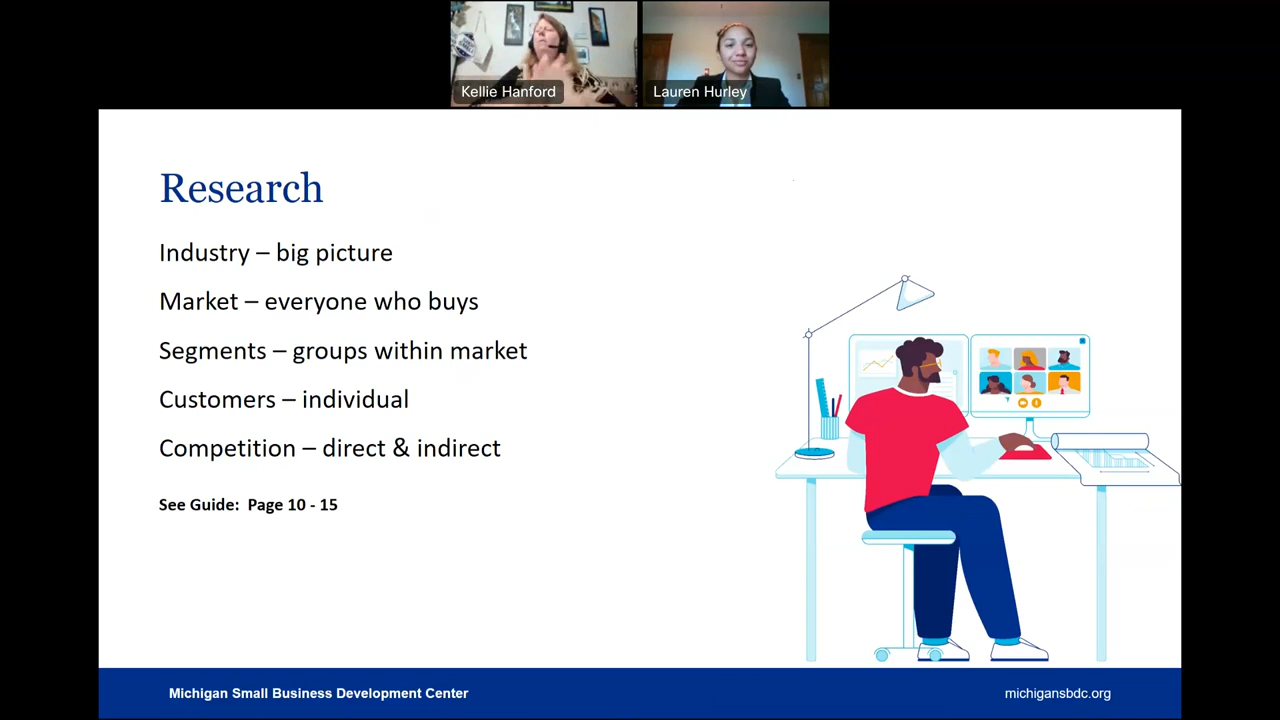 Kellie Hanford
Lauren Hurley
Research
Industry – big picture
Market – everyone who buys
Segments – groups within market
Customers – individual
Competition – direct & indirect
See Guide:  Page 10 - 15
Michigan Small Business Development Center
michigansbdc.org